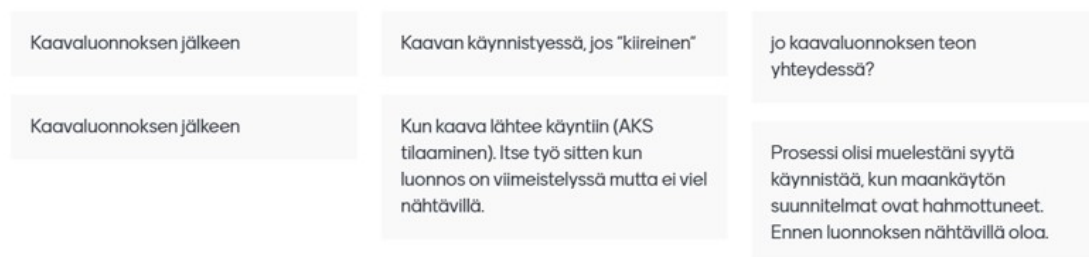 Kaavaluonnoksen jälkeen
Kaavaluonnoksen jälkeen
Kaavan käynnistyessä, jos “kiireinen”
Kun kaava lähtee käyntiin (AKS
tilaaminen). Itse työ sitten kun
luonnos on viimeistelyssä mutta ei viel
nähtävillä.
jo kaavaluonnoksen teon
yhteydessä?
Prosessi olisi muelestäni syytä
käynnistää, kun maankäytön
suunnitelmat ovat hahmottuneet.
Ennen luonnoksen nähtävillä oloa.